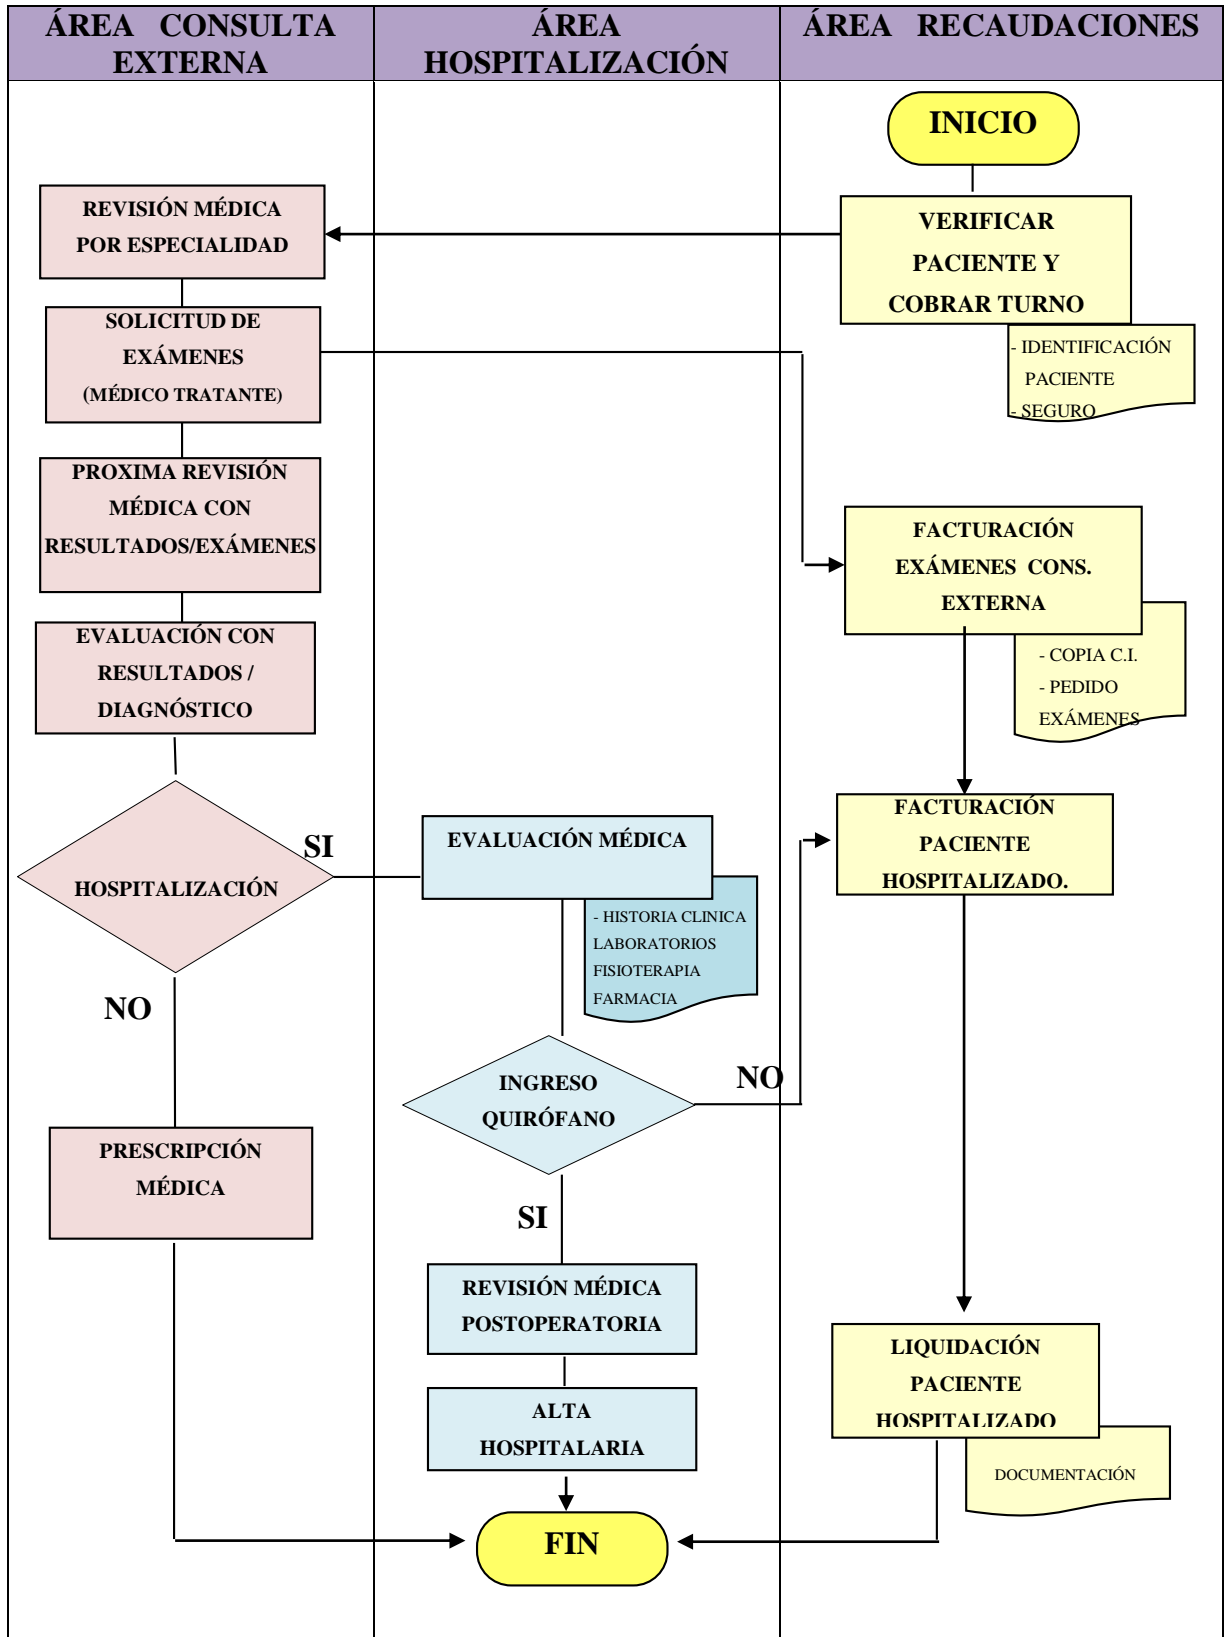 ÁREA CONSULTA
EXTERNA
ÁREA
HOSPITALIZACIÓN
ÁREA RECAUDACIONES
INICIO
REVISIÓN MÉDICA
POR ESPECIALIDAD
VERIFICAR
PACIENTE Y
COBRAR TURNO
- IDENTIFICACIÓN
PACIENTE
- SEGURO
SOLICITUD DE
EXÁMENES
(MÉDICO TRATANTE)
PROXIMA REVISIÓN
MÉDICA CON
RESULTADOS/EXÁMENES
FACTURACIÓN
EXÁMENES CONS.
EXTERNA
- COPIA C.I.
- PEDIDO
EXÁMENES
EVALUACIÓN CON
RESULTADOS /
DIAGNÓSTICO
HOSPITALIZACIÓN
SI
NO
EVALUACIÓN MÉDICA
- HISTORIA CLINICA
LABORATORIOS
FISIOTERAPIA
FARMACIA
FACTURACIÓN
PACIENTE
HOSPITALIZADO.
INGRESO
QUIRÓFANO
NO
SI
PRESCRIPCIÓN
MÉDICA
REVISIÓN MÉDICA
POSTOPERATORIA
ALTA
HOSPITALARIA
LIQUIDACIÓN
PACIENTE
HOSPITALIZADO
DOCUMENTACIÓN
FIN